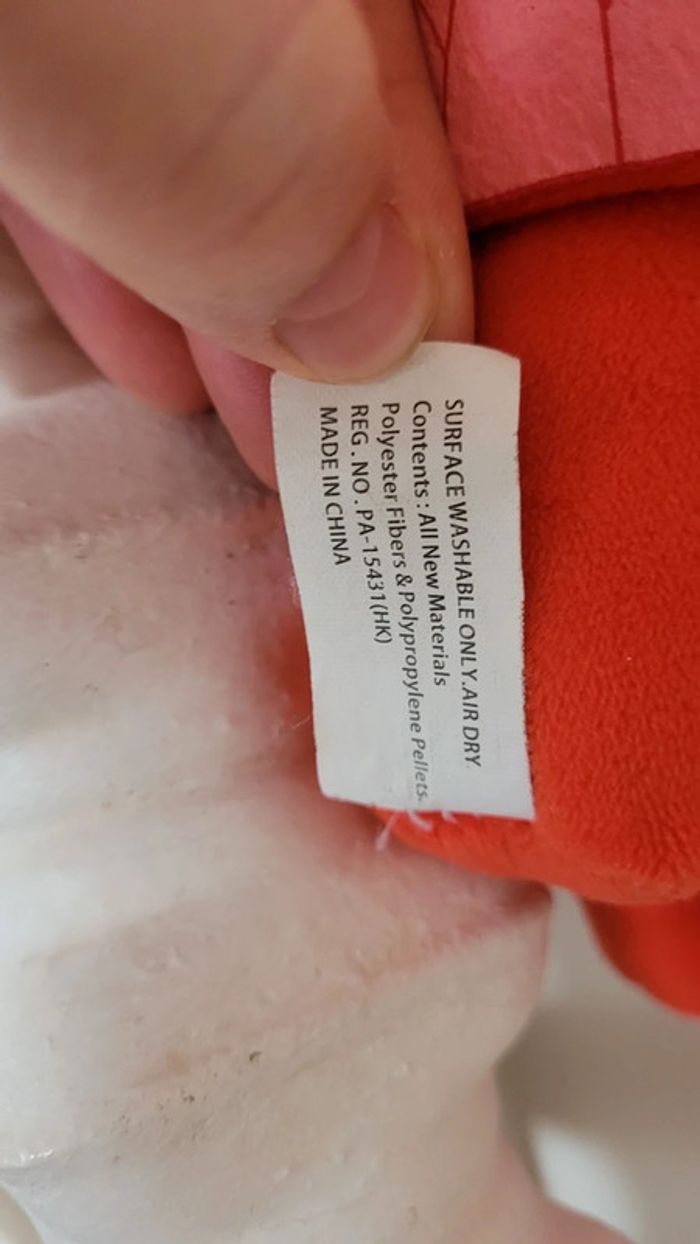 SURFACE WASHABLE ONLY.AIR DRY
Contents : All New Materials
Polyester Fibers & Polypropylene Pellets.
REG . NO . PA-15431(HK)
MADE IN CHINA